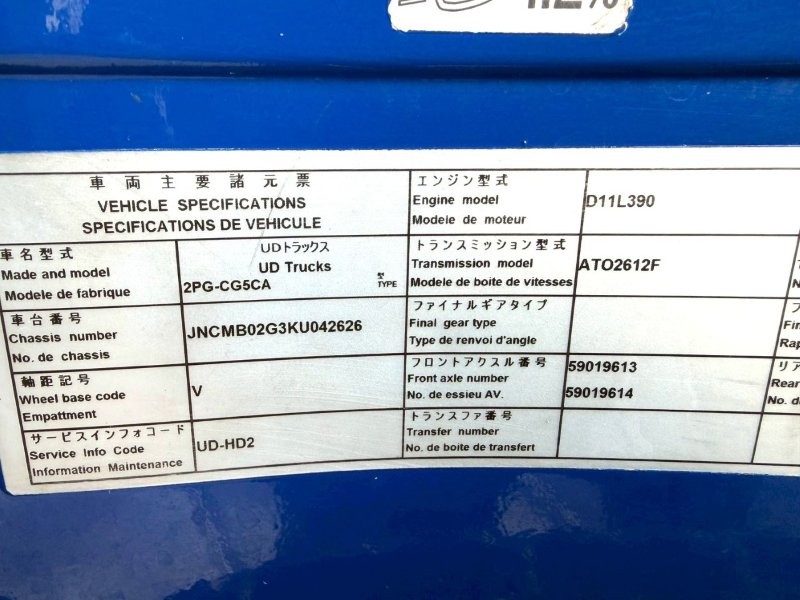 車両主要諸元票
VEHICLE SPECIFICATIONS
SPECIFICATIONS DE VEHICULE
車名型式
Made and model
Modele de fabrique
UDトラックス
UD Trucks
2PG-CG5CA
型
TYPE
車台番号
Chassis number
No. de chassis
JNCMB02G3KU042626
軸距記号
Wheel base code
Empattment
V
サービスインフォコード
Service Info Code
Information Maintenance
UD-HD2
エンジン型式
Engine model
Modeie de moteur
D11L390
トランスミッション型式
Transmission model
Modele de boite de vitesses
ATO2612F
ファイナルギアタイプ
Final gear type
Type de renvoi d'angle
フロントアクスル番号
Front axle number
No. de essieu AV.
59019613
59019614
トランスファ番号
Transfer number
No. de boite de transfert
フ
Fin
Rap
リア
Rear
No.